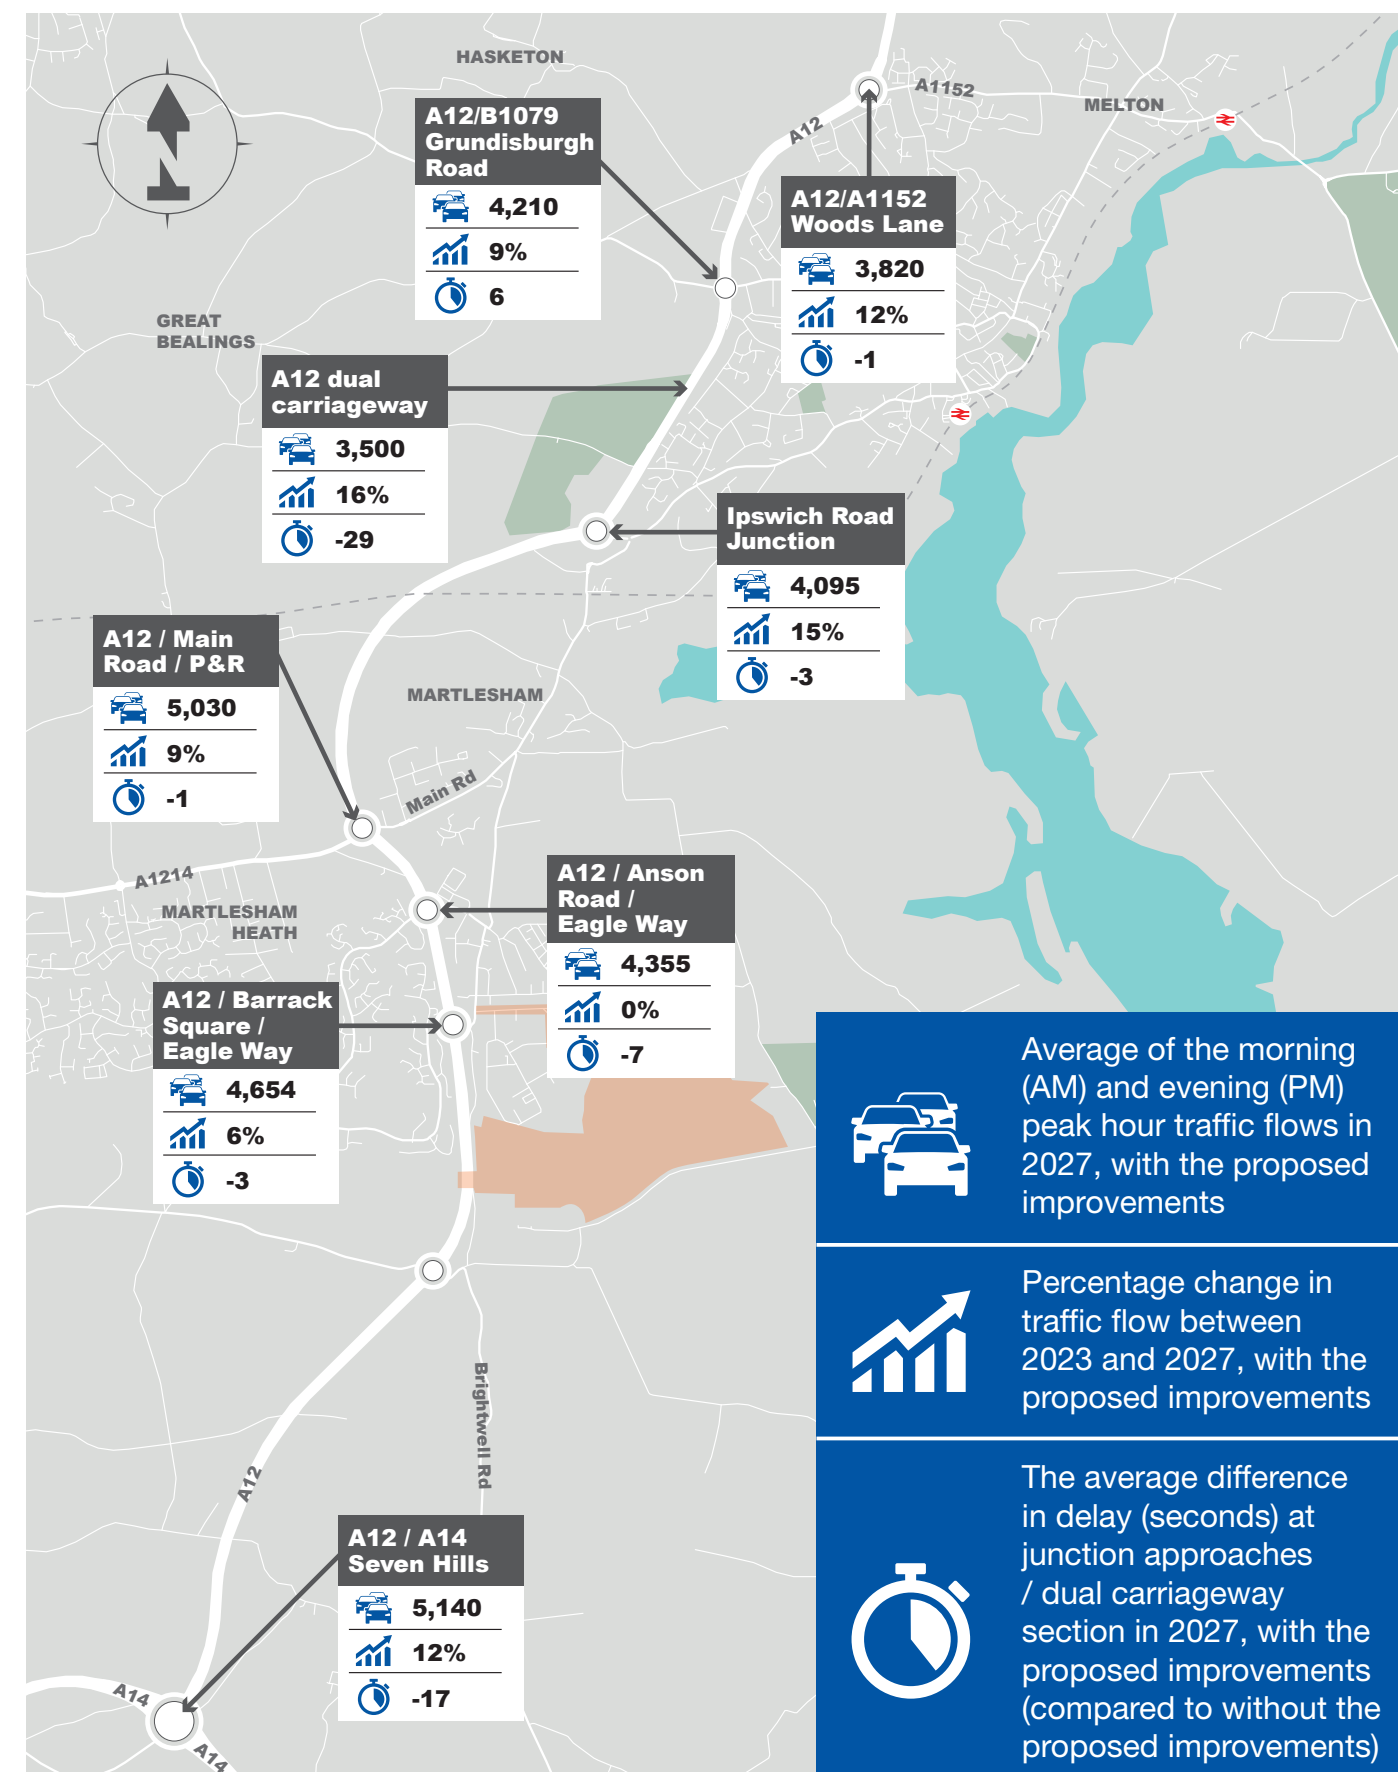 HASKETON
A12/B1079
Grundisburgh
Road
4,210
9%
6
A12
A1152
MELTON
A12/A1152
Woods Lane
3,820
12%
-1
GREAT
BEALINGS
A12 dual
carriageway
3,500
16%
-29
Ipswich Road
Junction
4,095
15%
-3
A12 / Main
Road / P&R
5,030
9%
-1
MARTLESHAM
Main Rd
A1214
MARTLESHAM
HEATH
A12 / Anson
Road /
Eagle Way
4,355
0%
-7
A12 / Barrack
Square /
Eagle Way
4,654
6%
-3
Brightwell Rd
A12
A12 / A14
Seven Hills
5,140
12%
-17
A14
A14
Average of the morning
(AM) and evening (PM)
peak hour traffic flows in
2027, with the proposed
improvements
Percentage change in
traffic flow between
2023 and 2027, with the
proposed improvements
The average difference
in delay (seconds) at
junction approaches
/ dual carriageway
section in 2027, with the
proposed improvements
(compared to without the
proposed improvements)